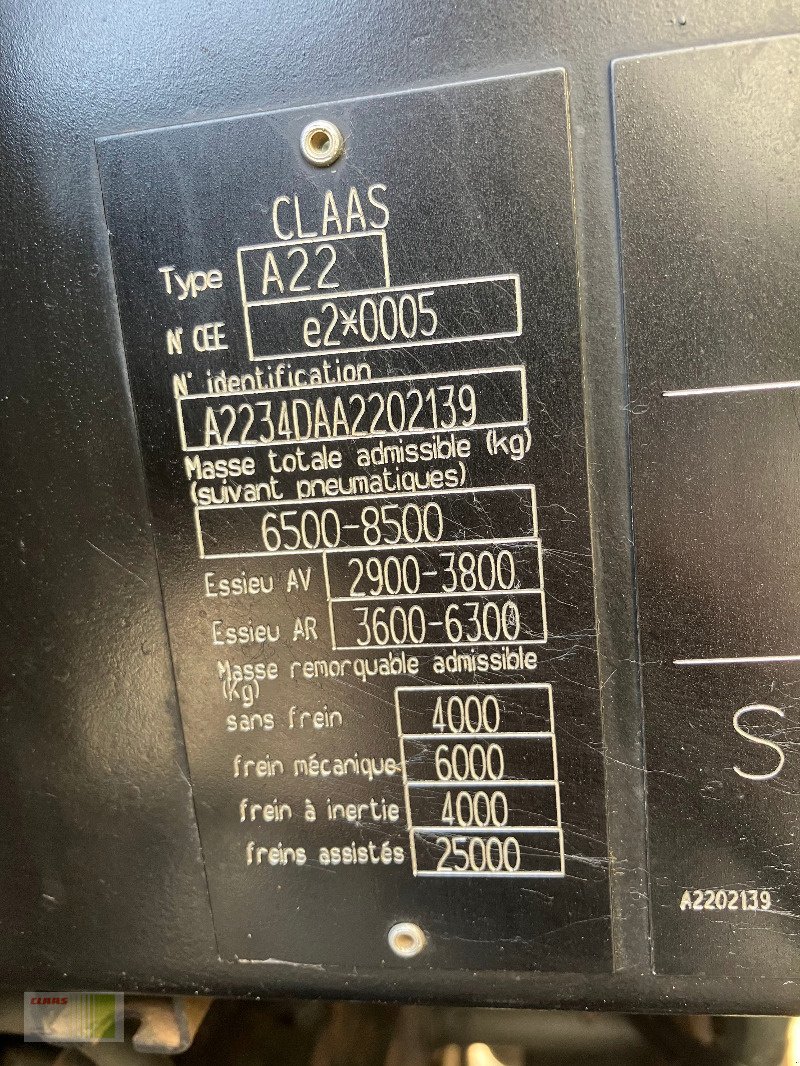 CLAAS
Type A22
N° CEE e2*0005
N° identification
A2234DAA2202139
Masse totale admissible (kg)
(suivant pneumatiques)
6500-8500
Essieu AV 2900-3800
Essieu AR 3600-6300
Masse remorquable admissible
(Kg)
sans frein 4000
frein mécanique 6000
frein à inertie 4000
freins assistés 25000
S
A2202139
CLAAS